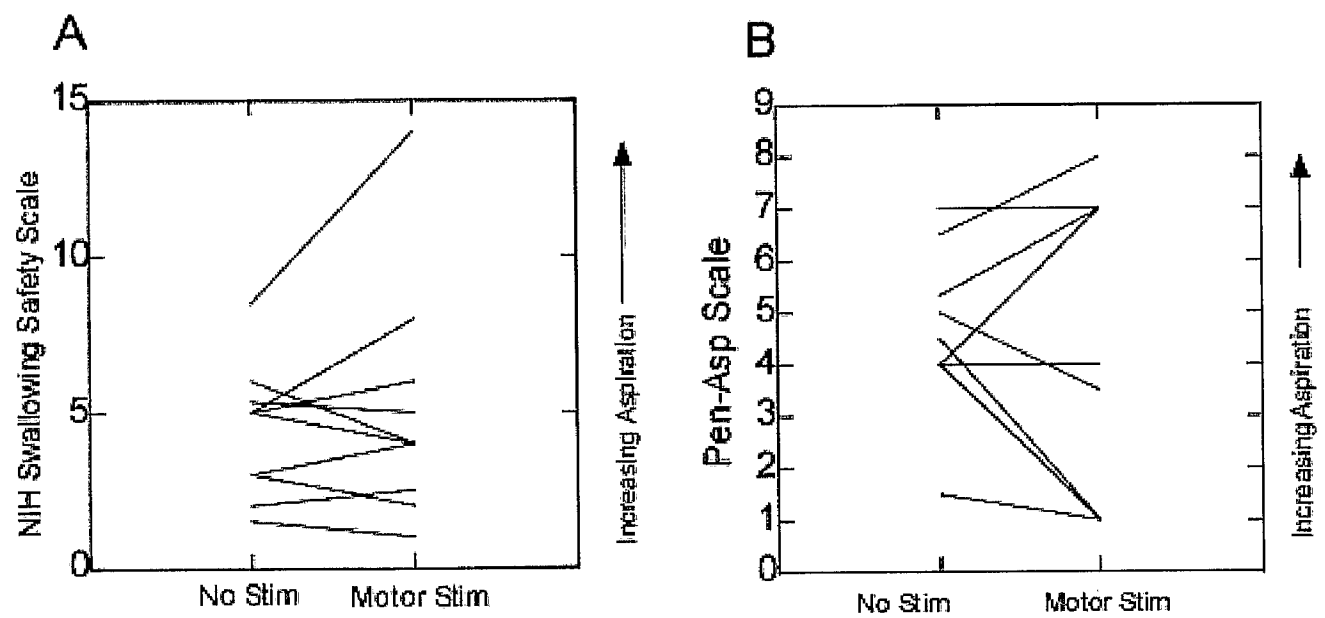 A
NIH Swallowing Safety Scale
15
10
5
0
No Stim
Motor Stim
Increasing Aspiration
B
Pen-Asp Scale
9
8
7
6
5
4
3
2
1
0
No Stim
Motor Stim
Increasing Aspiration